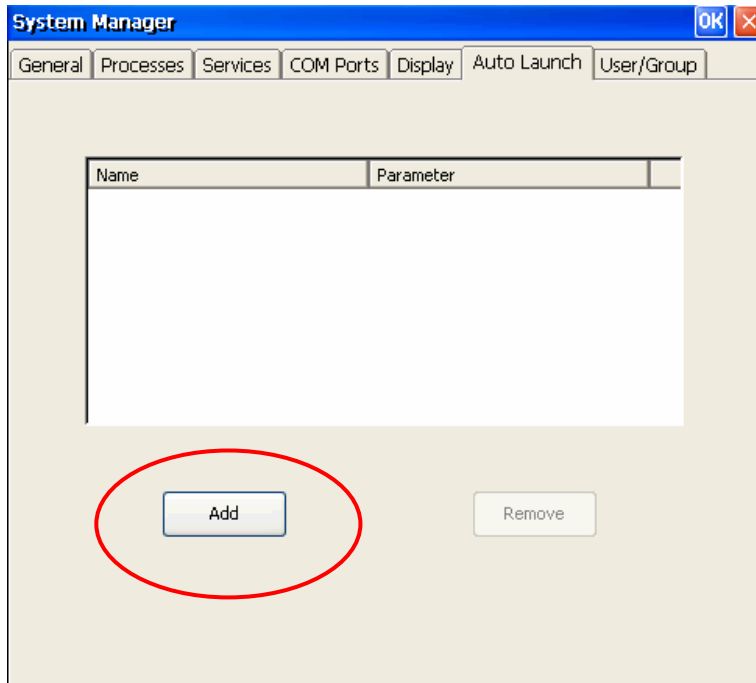 System Manager OK
General Processes Services COM Ports Display Auto Launch User/Group
Name Parameter
Add Remove